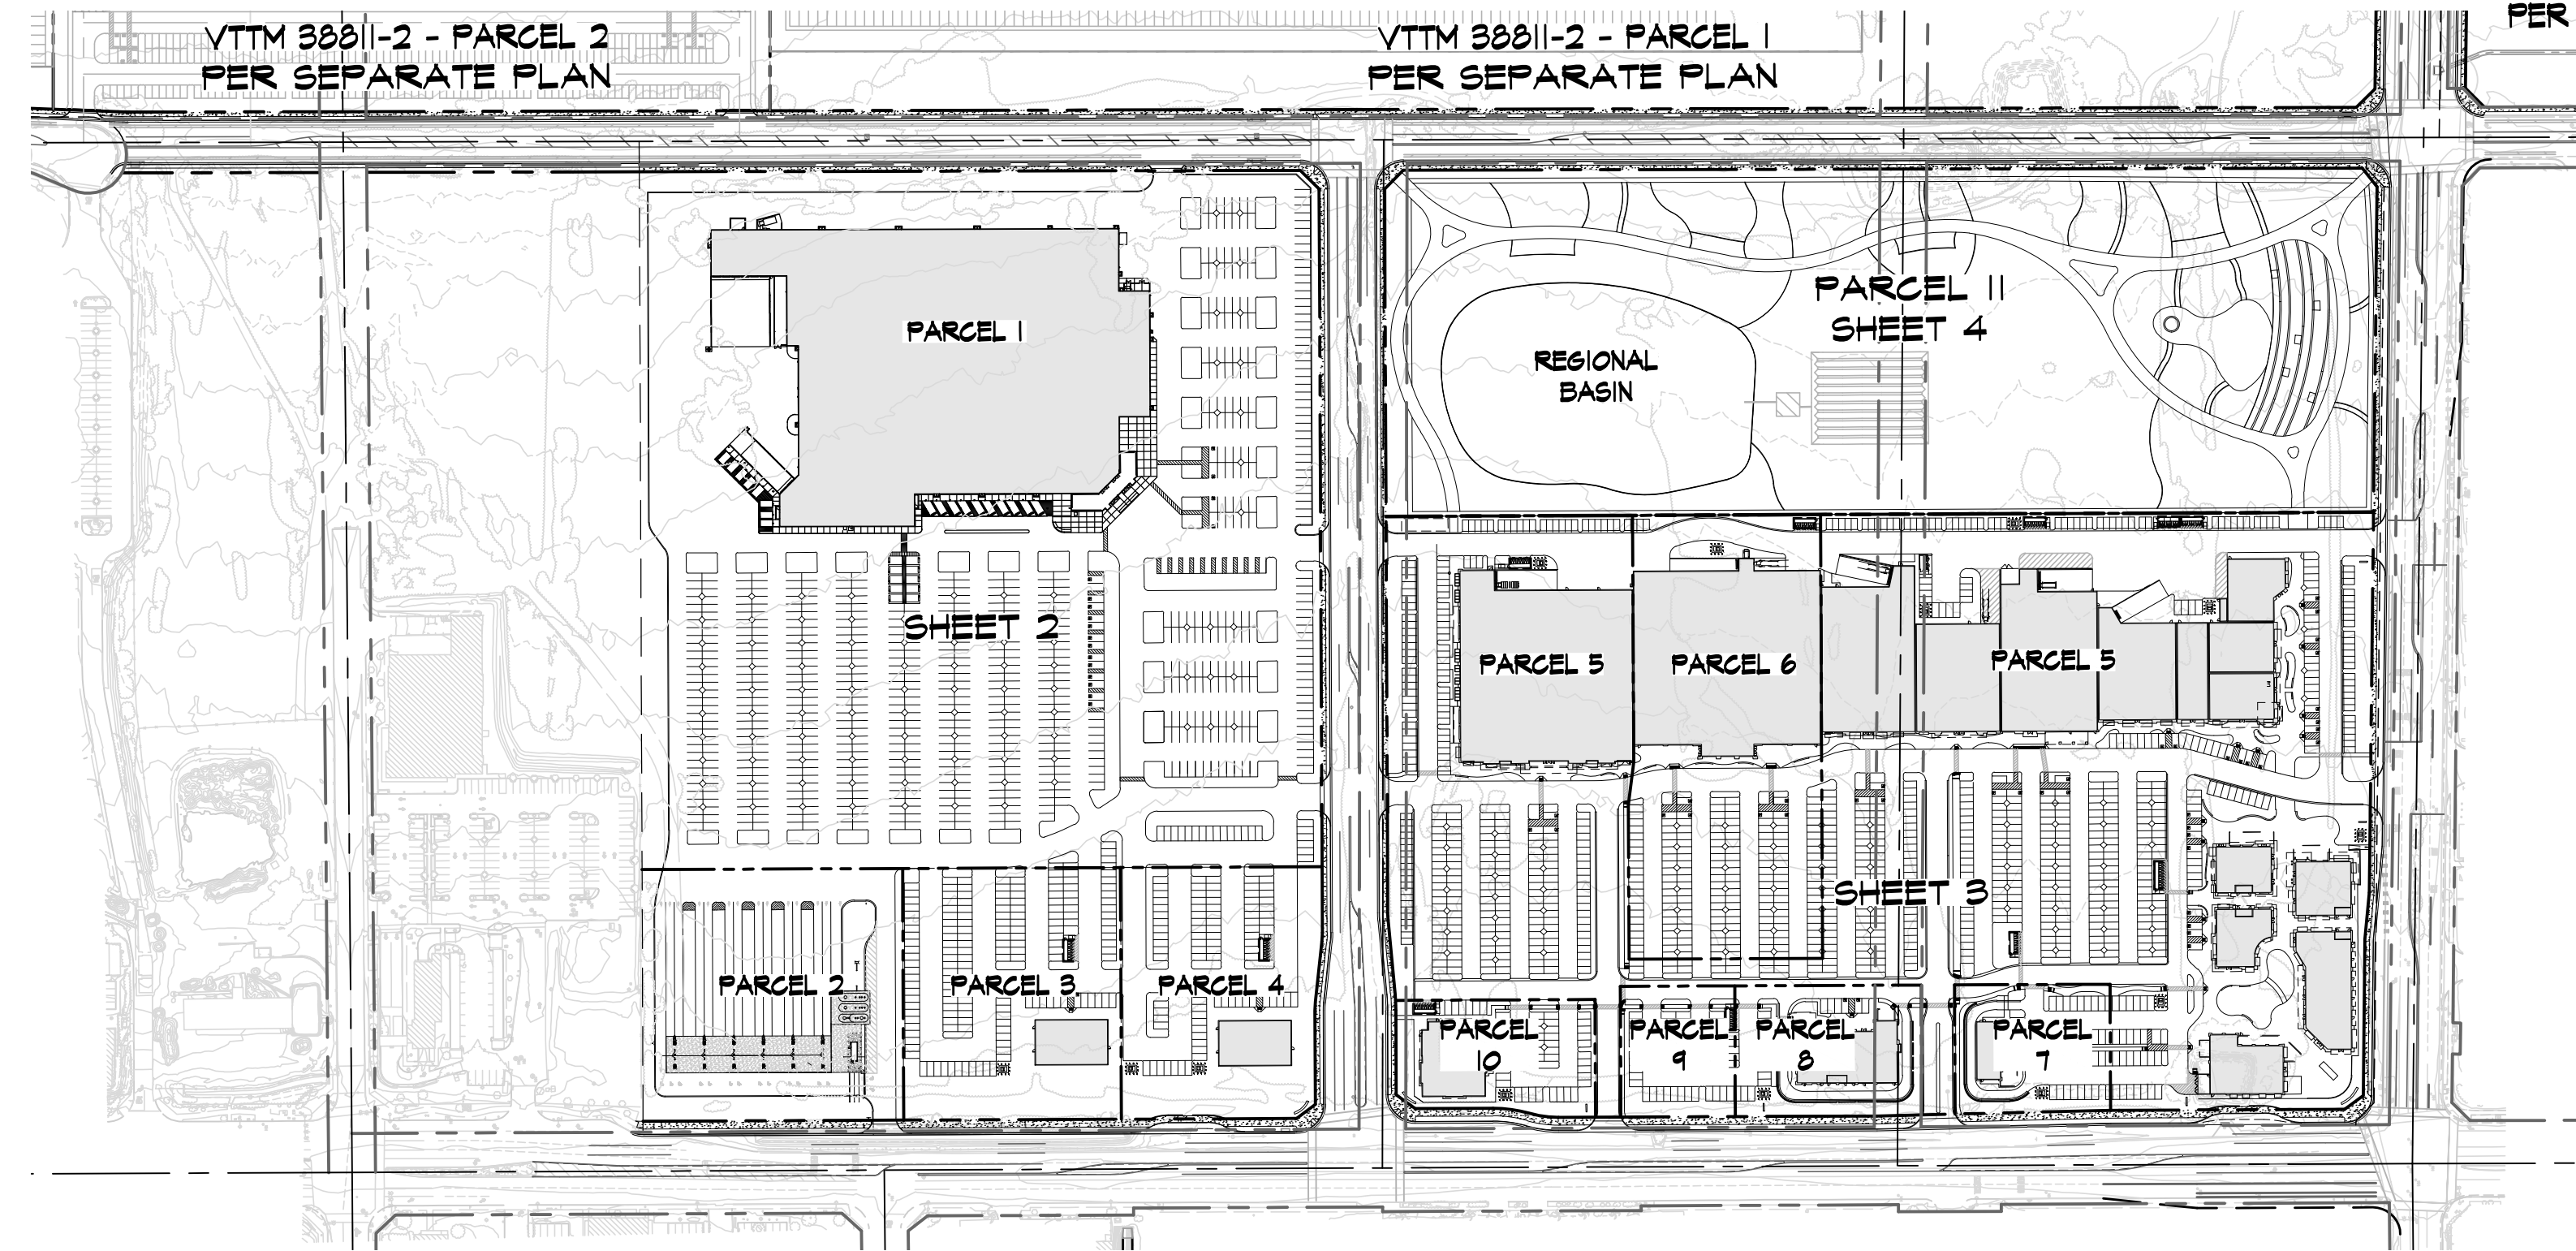 VTTM 38811-2 - PARCEL 2
PER SEPARATE PLAN
VTTM 38811-2 - PARCEL 1
PER SEPARATE PLAN
PER
PARCEL 1
PARCEL 11
SHEET 4
REGIONAL
BASIN
SHEET 2
PARCEL 5
PARCEL 6
PARCEL 5
SHEET 3
PARCEL 2
PARCEL 3
PARCEL 4
PARCEL
10
PARCEL
9
PARCEL
8
PARCEL
7